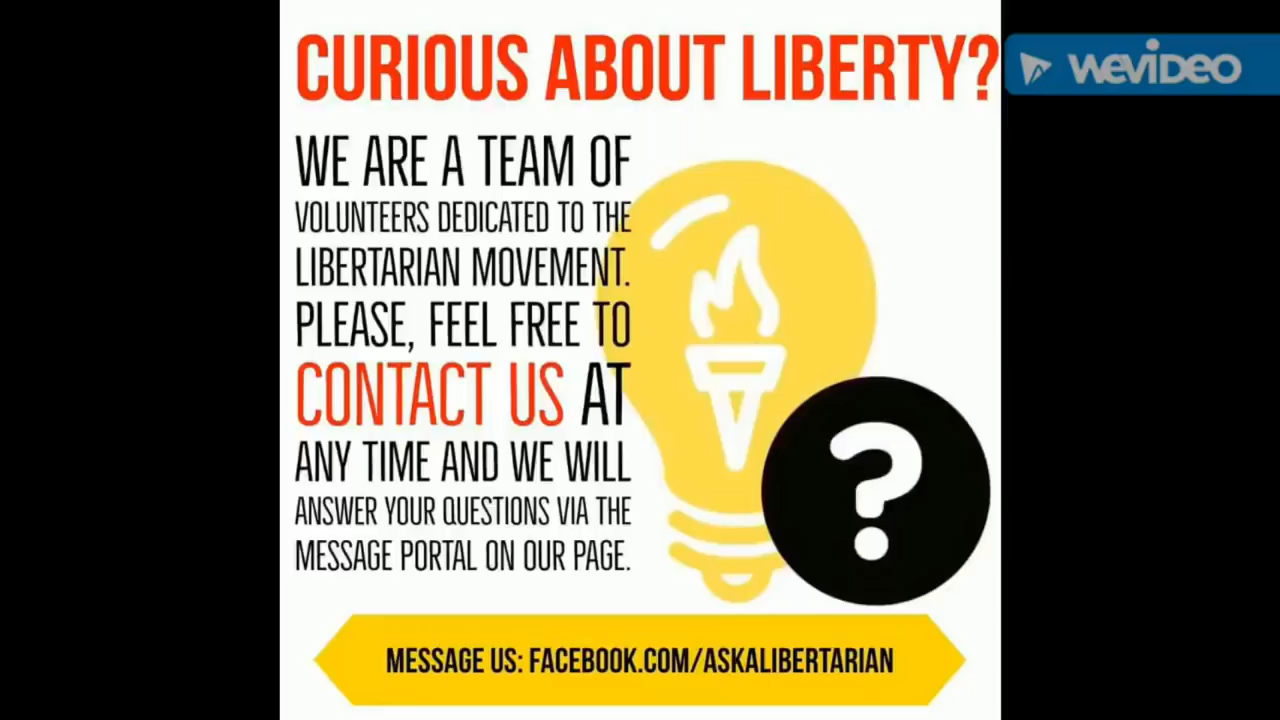 CURIOUS ABOUT LIBERTY?
WEVIDEO
WE ARE A TEAM OF
VOLUNTEERS DEDICATED TO THE
LIBERTARIAN MOVEMENT.
PLEASE, FEEL FREE TO
CONTACT US AT
ANY TIME AND WE WILL
ANSWER YOUR QUESTIONS VIA THE
MESSAGE PORTAL ON OUR PAGE.
?
MESSAGE US: FACEBOOK.COM/ASKALIBERTARIAN